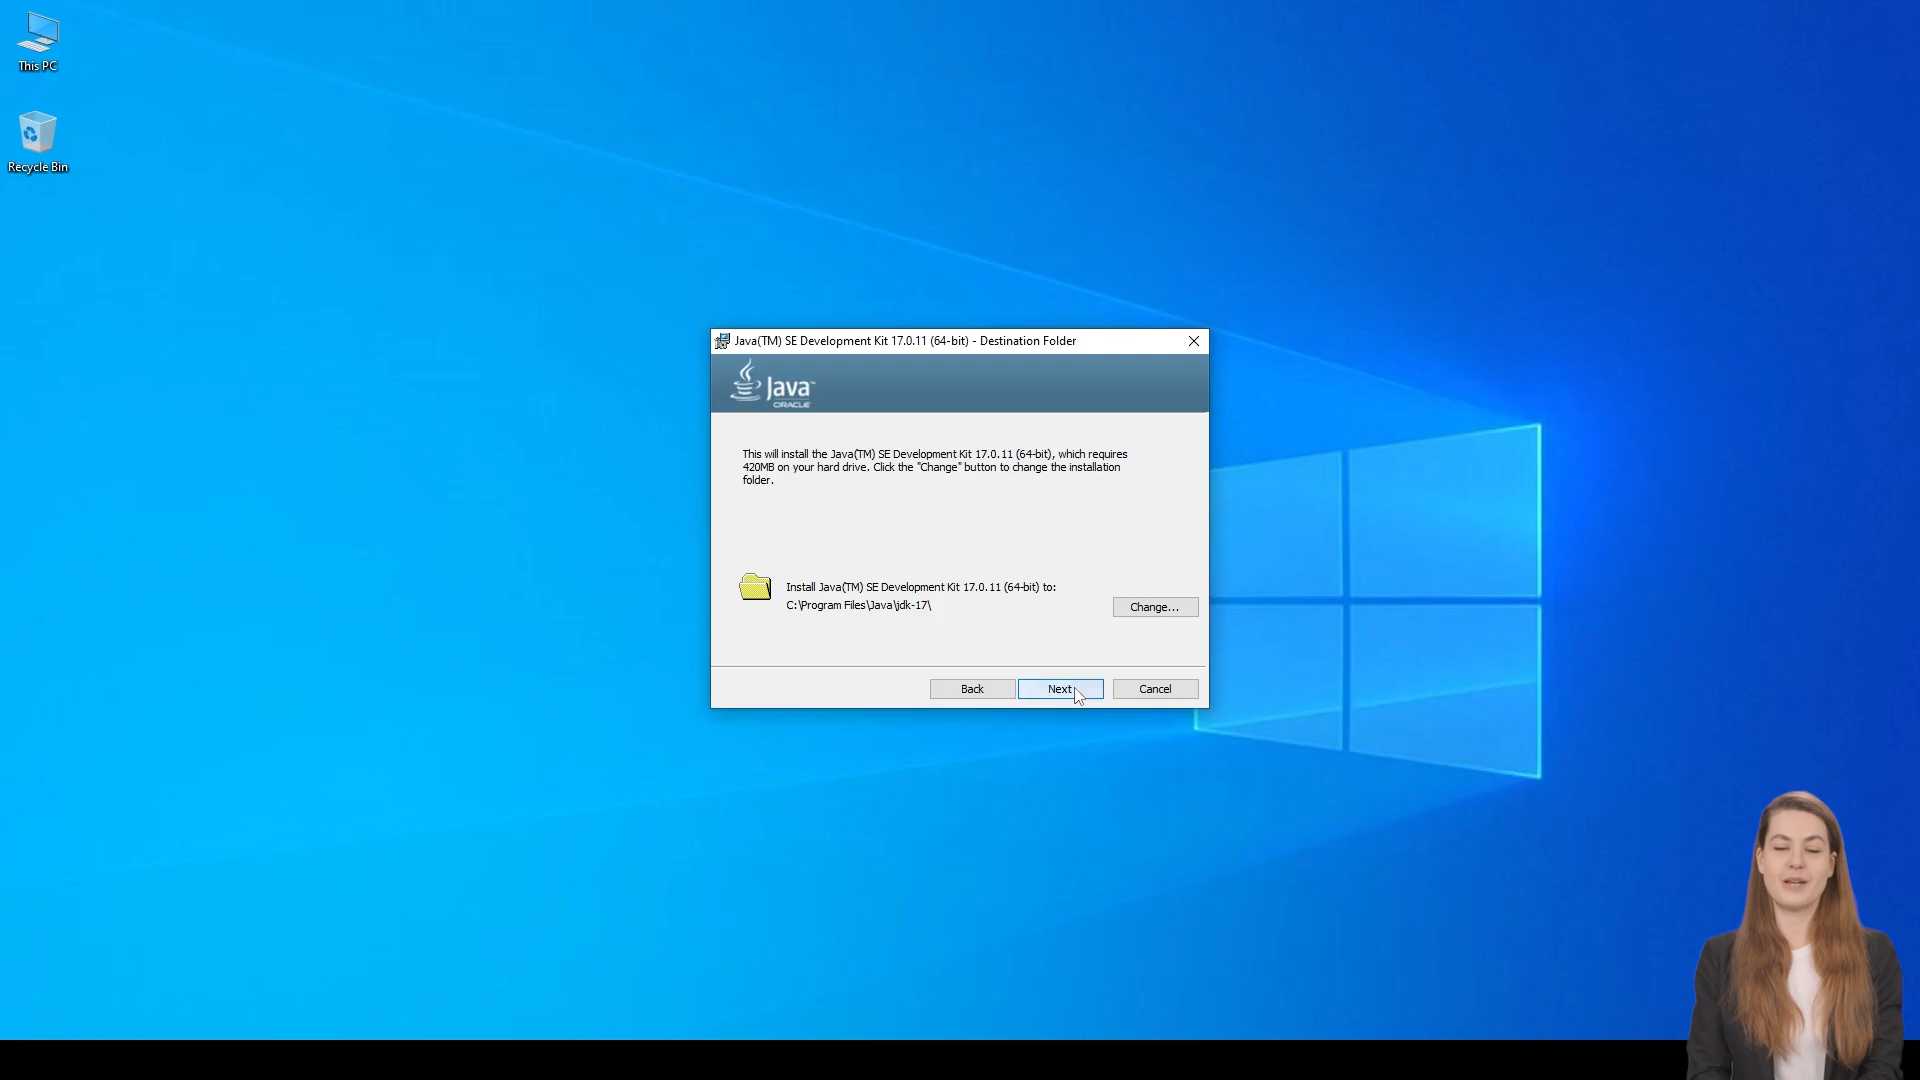 This PC
Recycle Bin
Java(TM) SE Development Kit 17.0.11 (64-bit) - Destination Folder
Java™
ORACLE
This will install the Java(TM) SE Development Kit 17.0.11 (64-bit), which requires
420MB on your hard drive. Click the "Change" button to change the installation
folder.
Install Java(TM) SE Development Kit 17.0.11 (64-bit) to:
C:\Program Files\Java\jdk-17\
Change...
Back
Next
Cancel